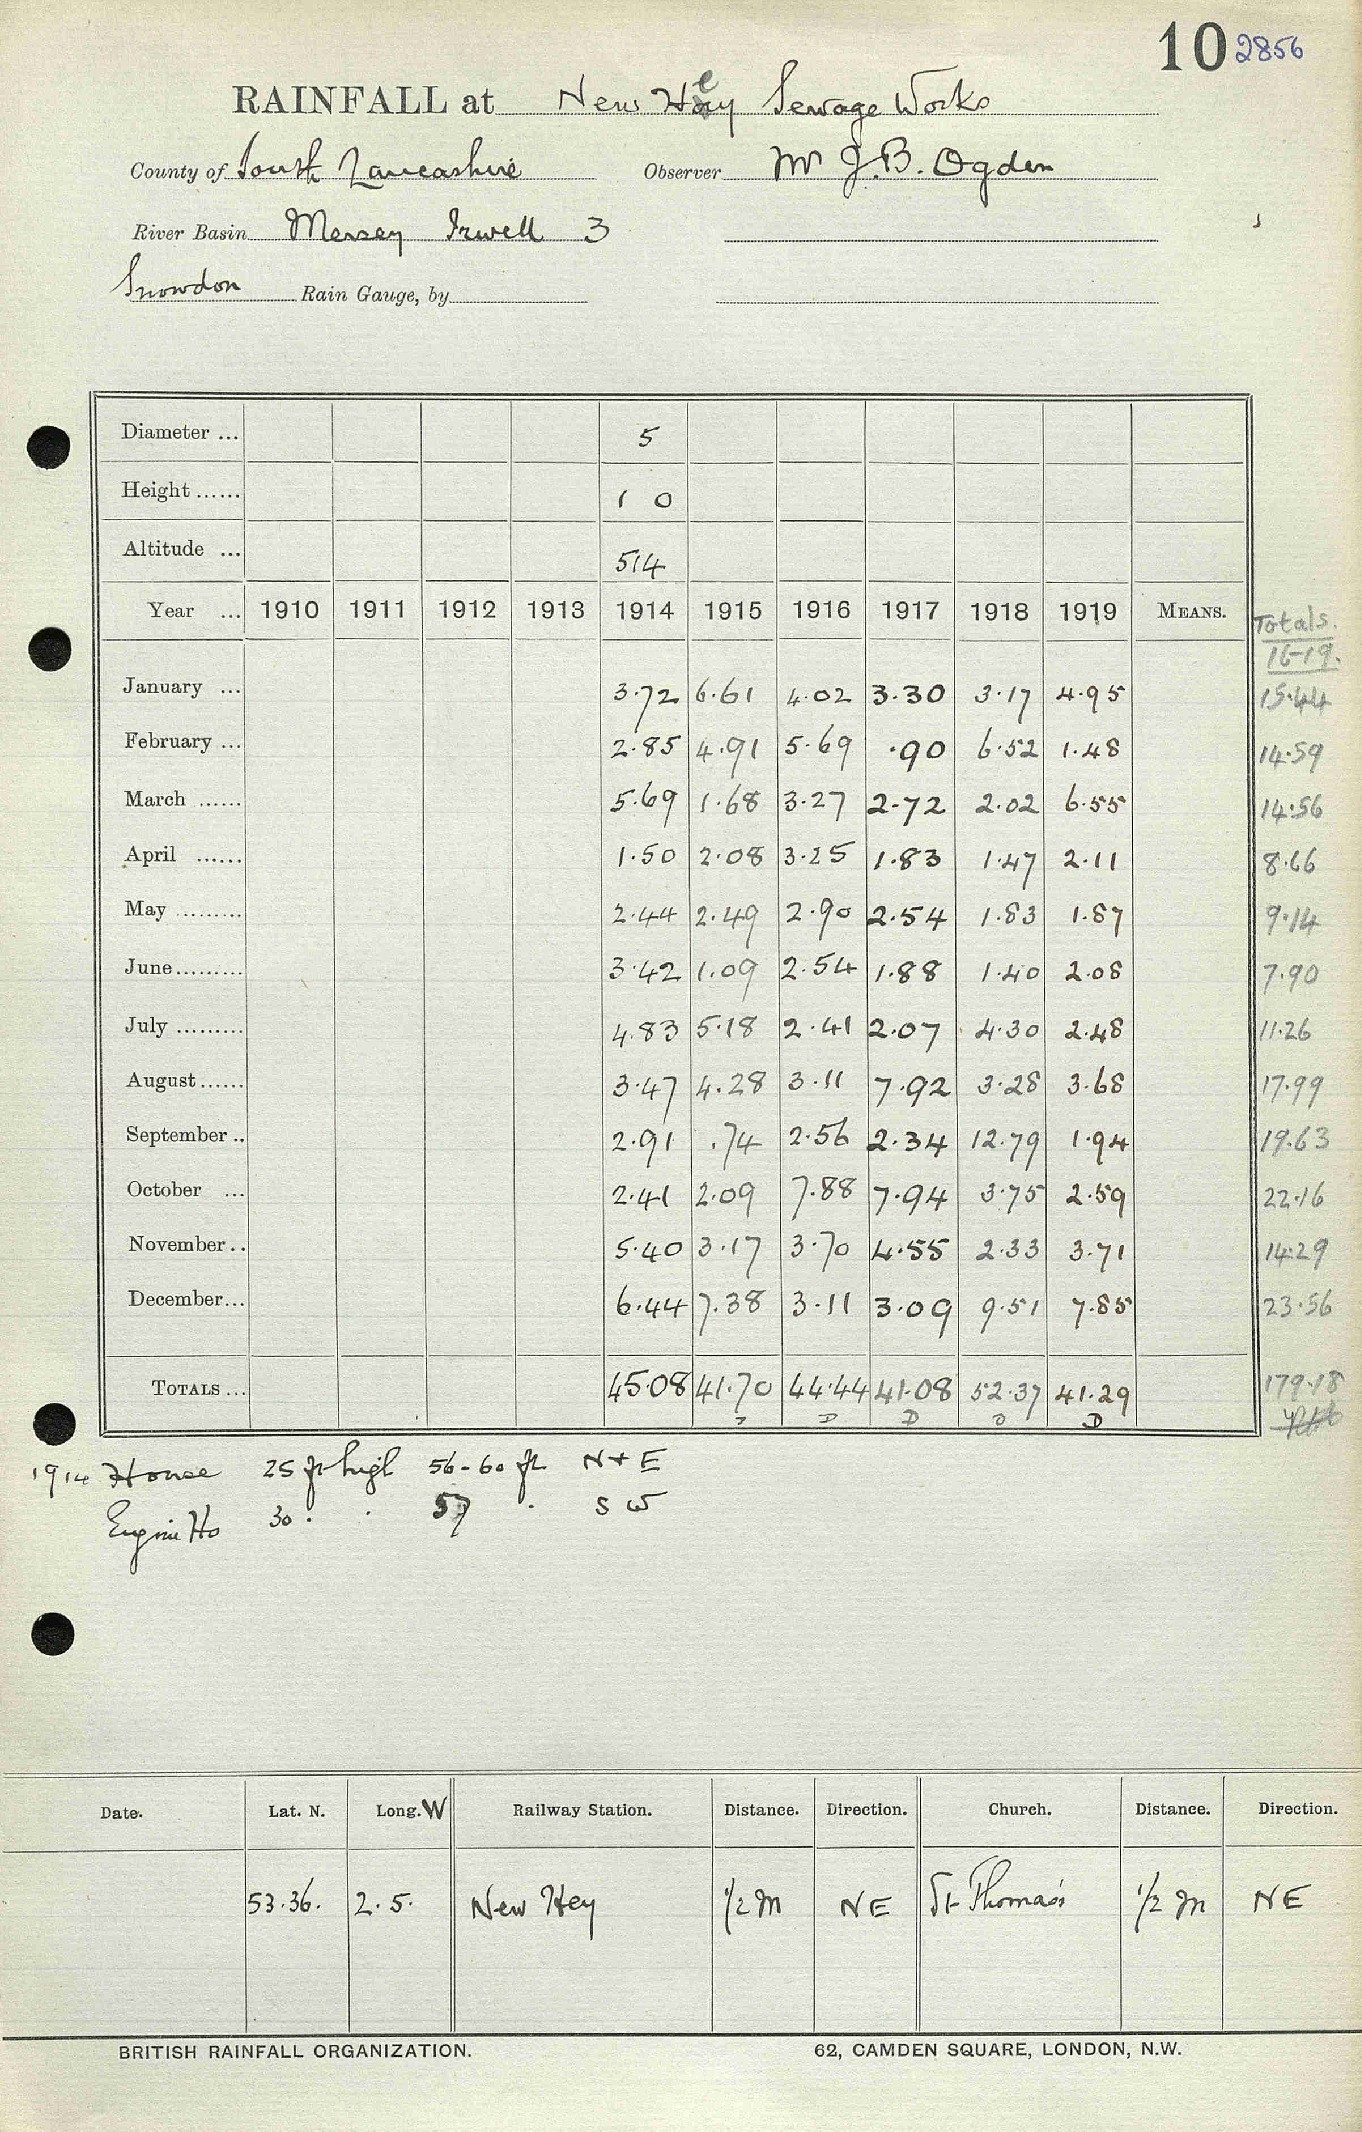 10 2856
RAINFALL at New Hey Sewage Works
County of South Lancashire Observer Mr J.B. Ogden
River Basin Mersey Irwell 3
Snowdon Rain Gauge, by
Diameter ... 5
Height ...... 1 0
Altitude ... 514
Year ... 1910 1911 1912 1913 1914 1915 1916 1917 1918 1919 MEANS. Totals.
16-19.
January ... 3.72 6.61 4.02 3.30 3.17 4.95 15.44
February ... 2.85 4.91 5.69 .90 6.52 1.48 14.59
March ...... 5.69 1.68 3.27 2.72 2.02 6.55 14.56
April ...... 1.50 2.08 3.25 1.83 1.47 2.11 8.66
May ......... 2.44 2.49 2.90 2.54 1.83 1.87 9.14
June......... 3.42 1.09 2.54 1.88 1.40 2.08 7.90
July ......... 4.83 5.18 2.41 2.07 4.30 2.48 11.26
August...... 3.47 4.28 3.11 7.92 3.28 3.68 17.99
September .. 2.91 .74 2.56 2.34 12.79 1.94 19.63
October ... 2.41 2.09 7.88 7.94 3.75 2.59 22.16
November .. 5.40 3.17 3.70 4.55 2.33 3.71 14.29
December... 6.44 7.38 3.11 3.09 9.51 7.85 23.56
TOTALS ... 45.08 41.70 44.44 41.08 52.37 41.29 179.18
D D D D D
1914 House 25 ft high 56-60 ft N + E
Engine Ho 30 . . 57 . S W
Date. Lat. N. Long. W Railway Station. Distance. Direction. Church. Distance. Direction.
53.36. 2.5. New Hey 1/2 m NE St Thomas's 1/2 m NE
BRITISH RAINFALL ORGANIZATION. 62, CAMDEN SQUARE, LONDON, N.W.